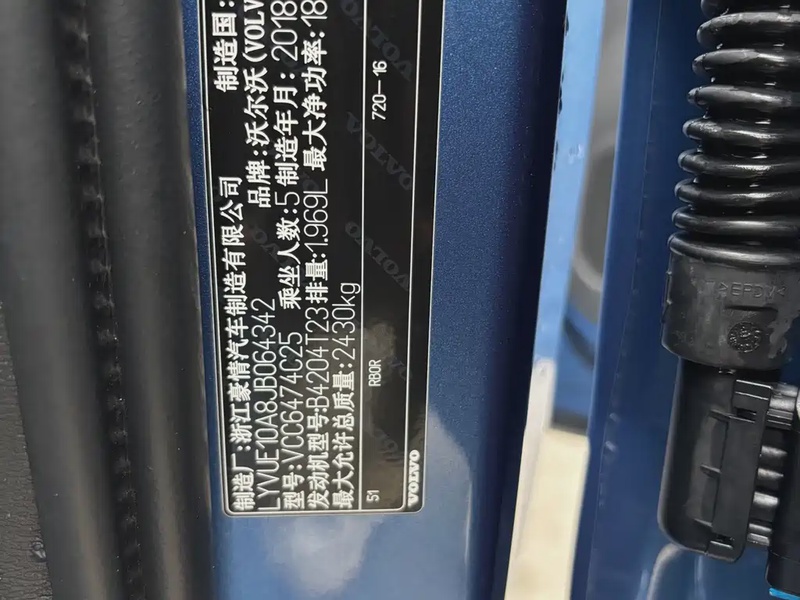 制造厂:浙江豪情汽车制造有限公司 制造国:
LYVUE10A8JB064342 品牌:沃尔沃(VOLV
型号:VCC6474C25 乘坐人数:5 制造年月:2018
发动机型号:B4204T23 排量:1.969L 最大净功率:18
最大允许总质量:2430kg
51 RBOR 720-16
VOLVO